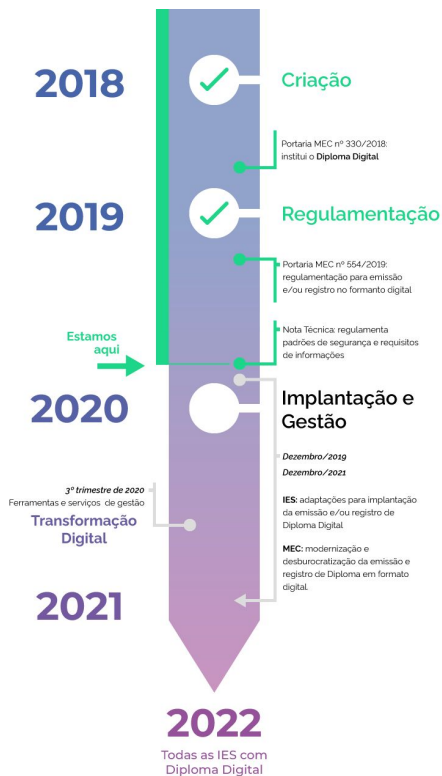 2018
Criação
Portaria MEC nº 330/2018:
institui o Diploma Digital
2019
Regulamentação
Portaria MEC nº 554/2019:
regulamentação para emissão
e/ou registro no formanto digital
Nota Técnica: regulamenta
padrões de segurança e requisitos
de informações
Estamos
aqui
2020
Implantação e
Gestão
Dezembro/2019
Dezembro/2021
IES: adaptações para implantação
da emissão e/ou registro de
Diploma Digital
MEC: modernização e
desburocratização da emissão e
registro de Diploma em formato
digital.
3º trimestre de 2020
Ferramentas e serviços de gestão
Transformação
Digital
2021
2022
Todas as IES com
Diploma Digital